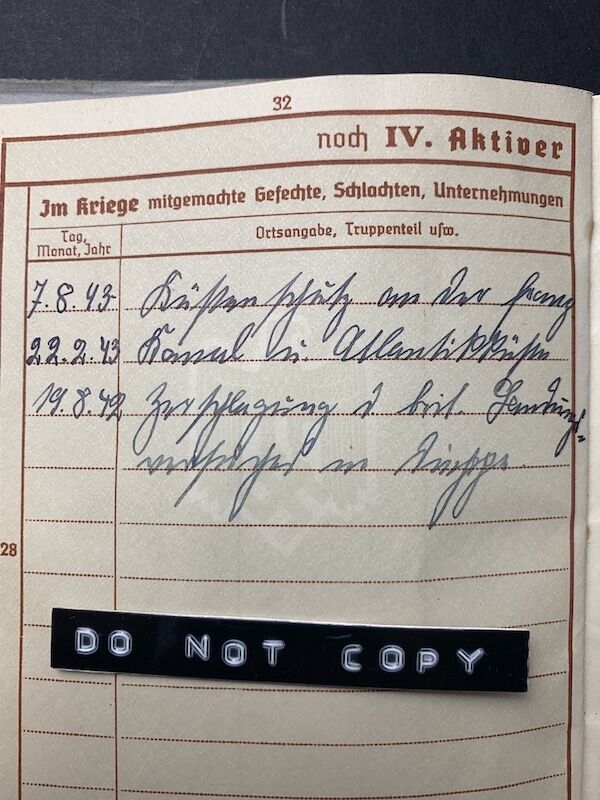 32
noch IV. Aktiver
Im Kriege mitgemachte Gefechte, Schlachten, Unternehmungen
Tag, Monat, Jahr
Ortsangabe, Truppenteil usw.
7.8.43 Küstenschutz an der franz
22.2.43 Kanal u. Atlantikküste
19.8.42 Zerschlagung d brit. Landungs=
versuches in Dieppe.
28
DO NOT COPY